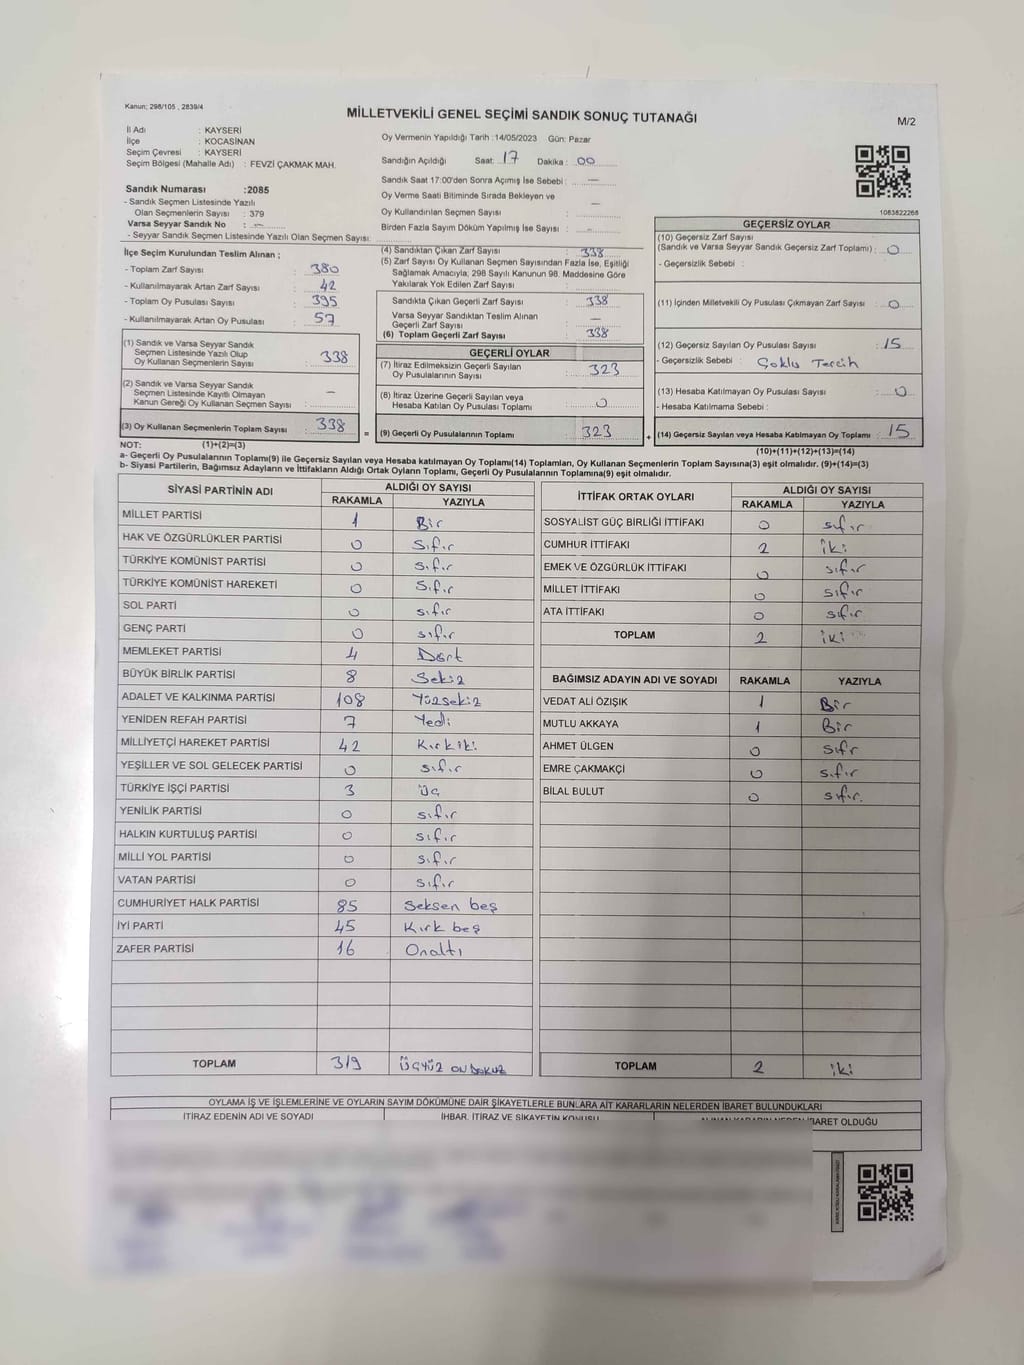 Kanun: 298/105 , 2839/4
MİLLETVEKİLİ GENEL SEÇİMİ SANDIK SONUÇ TUTANAĞI
M/2
İl Adı : KAYSERİ
İlçe : KOCASİNAN
Seçim Çevresi : KAYSERİ
Seçim Bölgesi (Mahalle Adı) : FEVZİ ÇAKMAK MAH.
Sandık Numarası :2085
- Sandık Seçmen Listesinde Yazılı
Olan Seçmenlerin Sayısı : 379
Varsa Seyyar Sandık No : -
- Seyyar Sandık Seçmen Listesinde Yazılı Olan Seçmen Sayısı:
Oy Vermenin Yapıldığı Tarih :14/05/2023 Gün: Pazar
Sandığın Açıldığı Saat: 17 Dakika : 00
Sandık Saat 17:00'den Sonra Açımış İse Sebebi : -
Oy Verme Saati Bitiminde Sırada Bekleyen ve
Oy Kullandırılan Seçmen Sayısı : -
Birden Fazla Sayım Döküm Yapılmış İse Sayısı : -
1083822268
İlçe Seçim Kurulundan Teslim Alınan ;
- Toplam Zarf Sayısı : 380
- Kullanılmayarak Artan Zarf Sayısı : 42
- Toplam Oy Pusulası Sayısı : 395
- Kullanılmayarak Artan Oy Pusulası : 57
(1) Sandık ve Varsa Seyyar Sandık
Seçmen Listesinde Yazılı Olup
Oy Kullanan Seçmenlerin Sayısı : 338
(2) Sandık ve Varsa Seyyar Sandık
Seçmen Listesinde Kayıtlı Olmayan
Kanun Gereği Oy Kullanan Seçmen Sayısı : -
(3) Oy Kullanan Seçmenlerin Toplam Sayısı : 338
(4) Sandıktan Çıkan Zarf Sayısı : 338
(5) Zarf Sayısı Oy Kullanan Seçmen Sayısından Fazla İse, Eşitliği
Sağlamak Amacıyla, 298 Sayılı Kanunun 98. Maddesine Göre
Yakılarak Yok Edilen Zarf Sayısı :
Sandıkta Çıkan Geçerli Zarf Sayısı : 338
Varsa Seyyar Sandıktan Teslim Alınan
Geçerli Zarf Sayısı : -
(6) Toplam Geçerli Zarf Sayısı : 338
GEÇERLİ OYLAR
(7) İtiraz Edilmeksizin Geçerli Sayılan
Oy Pusulalarının Sayısı : 323
(8) İtiraz Üzerine Geçerli Sayılan veya
Hesaba Katılan Oy Pusulası Toplamı : 0
=
(9) Geçerli Oy Pusulalarının Toplamı : 323
GEÇERSİZ OYLAR
(10) Geçersiz Zarf Sayısı
(Sandık ve Varsa Seyyar Sandık Geçersiz Zarf Toplamı) : 0
- Geçersizlik Sebebi :
(11) İçinden Milletvekili Oy Pusulası Çıkmayan Zarf Sayısı : 0
(12) Geçersiz Sayılan Oy Pusulası Sayısı : 15
- Geçersizlik Sebebi : Çoklu Tercih
(13) Hesaba Katılmayan Oy Pusulası Sayısı : 0
- Hesaba Katılmama Sebebi :
+ (14) Geçersiz Sayılan veya Hesaba Katılmayan Oy Toplamı : 15
NOT: (1)+(2)=(3)
(10)+(11)+(12)+(13)=(14)
a- Geçerli Oy Pusulalarının Toplamı(9) ile Geçersiz Sayılan veya Hesaba katılmayan Oy Toplamı(14) Toplamları, Oy Kullanan Seçmenlerin Toplam Sayısına(3) eşit olmalıdır. (9)+(14)=(3)
b- Siyasi Partilerin, Bağımsız Adayların ve İttifakların Aldığı Ortak Oyların Toplamı, Geçerli Oy Pusulalarının Toplamına(9) eşit olmalıdır.
SİYASİ PARTİNİN ADI ALDIĞI OY SAYISI
RAKAMLA YAZIYLA
MİLLET PARTİSİ 1 Bir
HAK VE ÖZGÜRLÜKLER PARTİSİ 0 Sıfır
TÜRKİYE KOMÜNİST PARTİSİ 0 Sıfır
TÜRKİYE KOMÜNİST HAREKETİ 0 Sıfır
SOL PARTİ 0 sıfır
GENÇ PARTİ 0 sıfır
MEMLEKET PARTİSİ 4 Dört
BÜYÜK BİRLİK PARTİSİ 8 Sekiz
ADALET VE KALKINMA PARTİSİ 108 Yüzsekiz
YENİDEN REFAH PARTİSİ 7 Yedi
MİLLİYETÇİ HAREKET PARTİSİ 42 Kırkiki
YEŞİLLER VE SOL GELECEK PARTİSİ 0 sıfır
TÜRKİYE İŞÇİ PARTİSİ 3 üç
YENİLİK PARTİSİ 0 sıfır
HALKIN KURTULUŞ PARTİSİ 0 sıfır
MİLLİ YOL PARTİSİ 0 sıfır
VATAN PARTİSİ 0 sıfır
CUMHURİYET HALK PARTİSİ 85 Seksen beş
İYİ PARTİ 45 Kırk beş
ZAFER PARTİSİ 16 Onaltı
TOPLAM 319 ÜÇYÜZ ONDOKUZ
İTTİFAK ORTAK OYLARI ALDIĞI OY SAYISI
RAKAMLA YAZIYLA
SOSYALİST GÜÇ BİRLİĞİ İTTİFAKI 0 sıfır
CUMHUR İTTİFAKI 2 iki
EMEK VE ÖZGÜRLÜK İTTİFAKI 0 sıfır
MİLLET İTTİFAKI 0 sıfır
ATA İTTİFAKI 0 sıfır
TOPLAM 2 iki
BAĞIMSIZ ADAYIN ADI VE SOYADI RAKAMLA YAZIYLA
VEDAT ALİ ÖZIŞIK 1 Bir
MUTLU AKKAYA 1 Bir
AHMET ÜLGEN 0 sıfr
EMRE ÇAKMAKÇİ 0 sıfır
BİLAL BULUT 0 sıfır.
TOPLAM 2 iki
OYLAMA İŞ VE İŞLEMLERİNE VE OYLARIN SAYIM DÖKÜMÜNE DAİR ŞİKAYETLERLE BUNLARA AİT KARARLARIN NELERDEN İBARET BULUNDUKLARI
İTİRAZ EDENİN ADI VE SOYADI İHBAR, İTİRAZ VE ŞİKAYETİN KONUSU ALINAN KARARIN NEDEN İBARET OLDUĞU